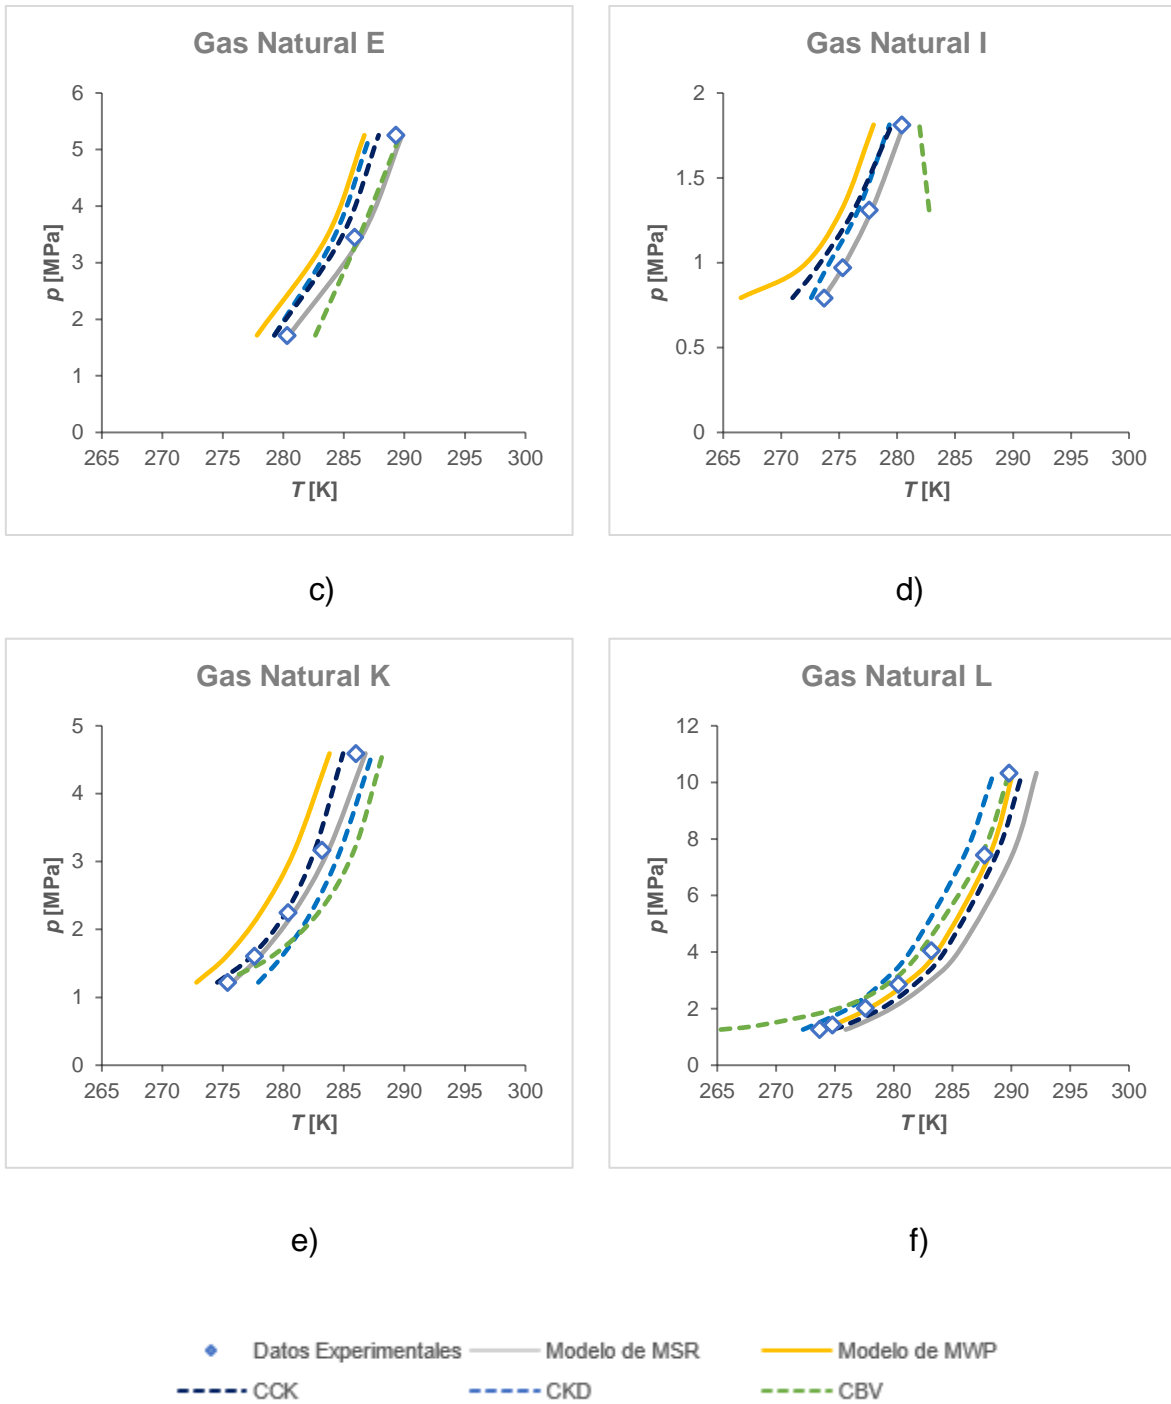 Gas Natural E
p [MPa]
6
5
4
3
2
1
0
265 270 275 280 285 290 295 300
T [K]
c)
Gas Natural I
p [MPa]
2
1.5
1
0.5
0
265 270 275 280 285 290 295 300
T [K]
d)
Gas Natural K
p [MPa]
5
4
3
2
1
0
265 270 275 280 285 290 295 300
T [K]
e)
Gas Natural L
p [MPa]
12
10
8
6
4
2
0
265 270 275 280 285 290 295 300
T [K]
f)
Datos Experimentales Modelo de MSR Modelo de MWP
CCK CKD CBV